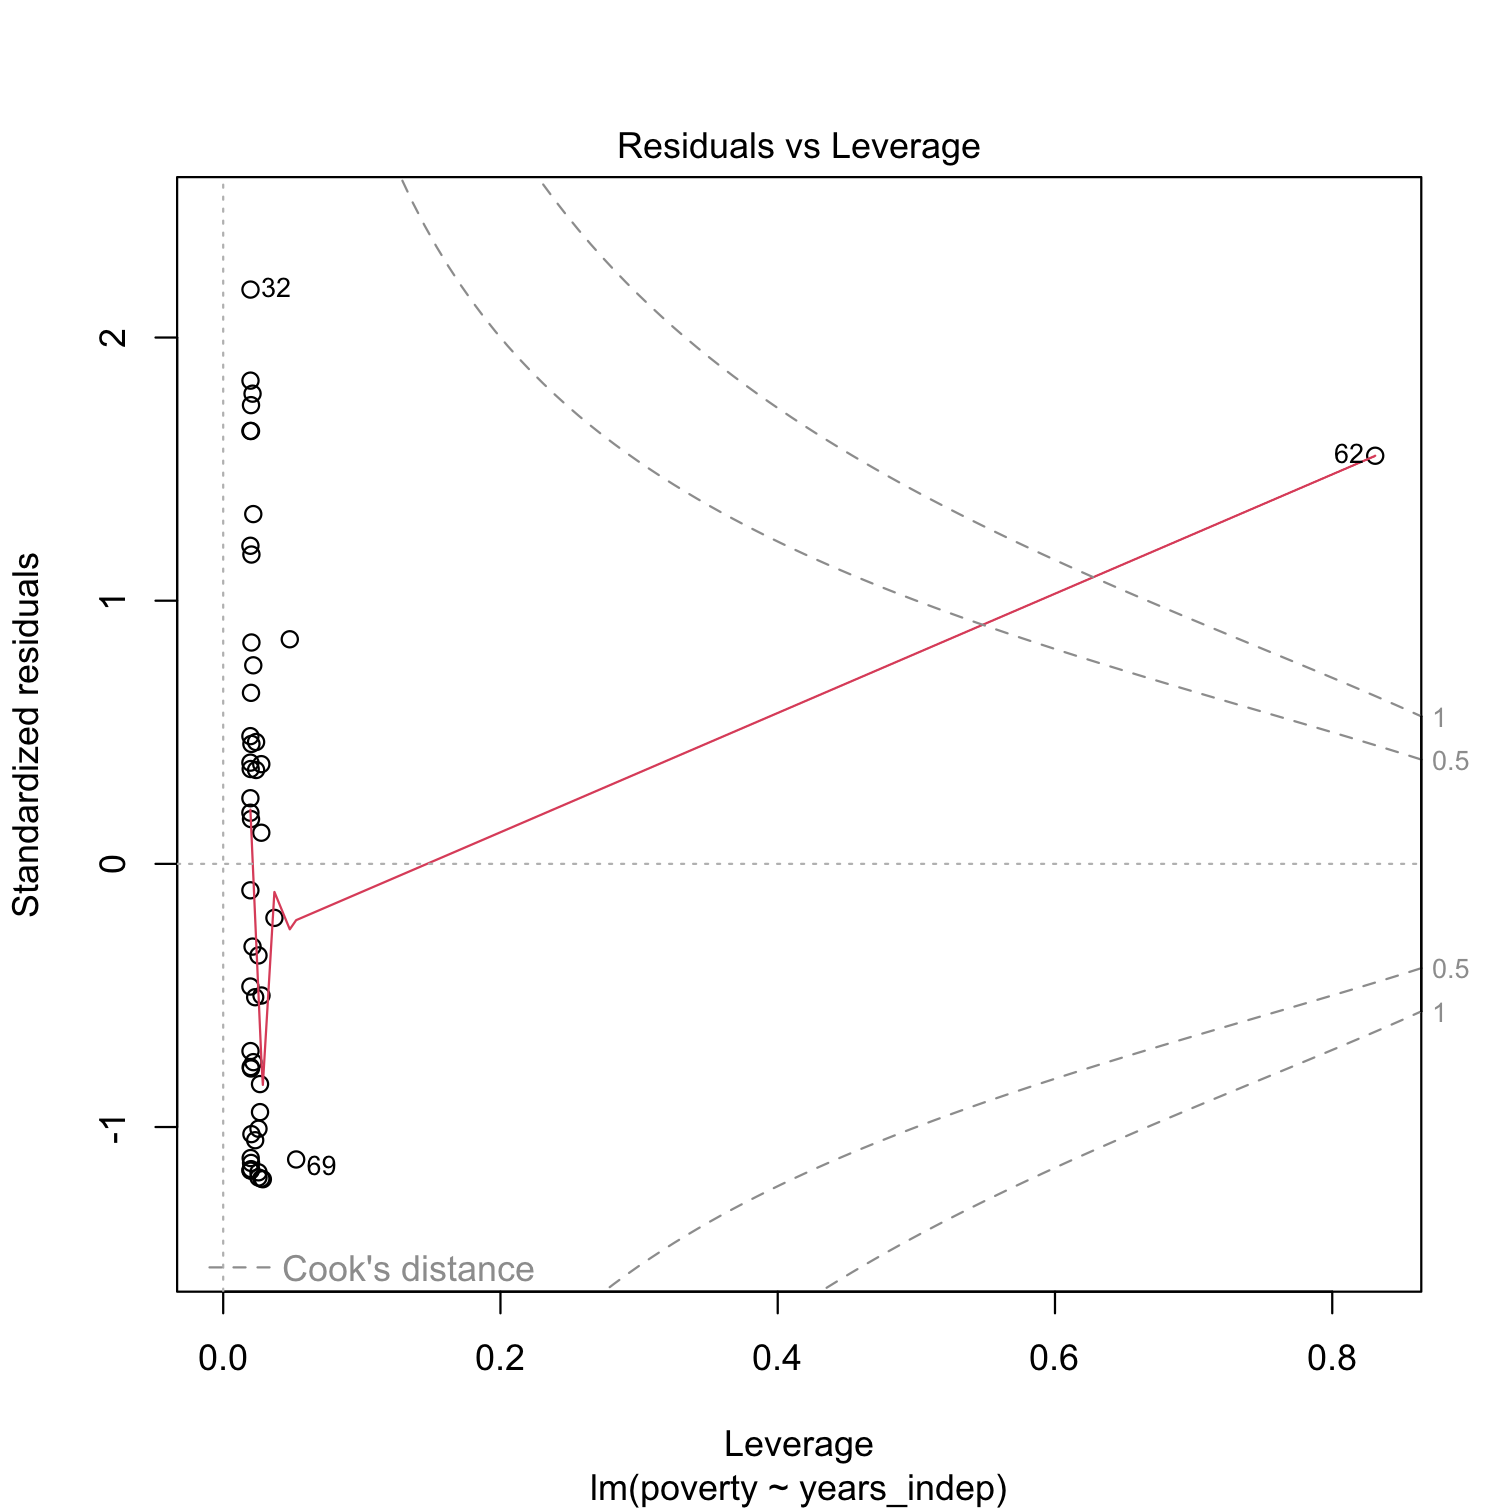 Residuals vs Leverage
32
62
69
1
0.5
0.5
1
Cook's distance
2
1
0
-1
Standardized residuals
0.0 0.2 0.4 0.6 0.8
Leverage
lm(poverty ~ years_indep)